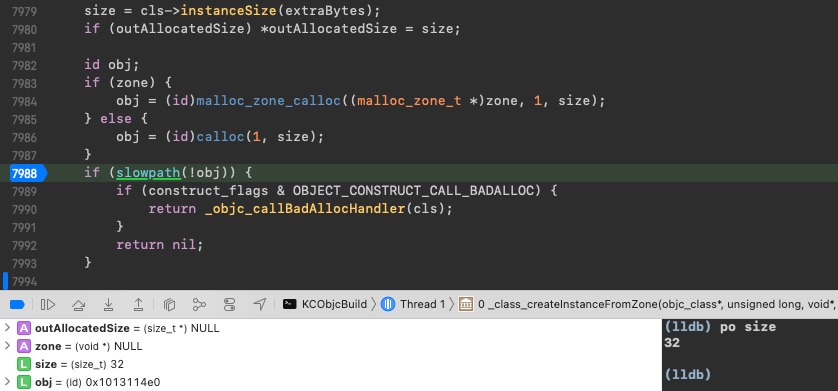 7979 size = cls->instanceSize(extraBytes);
7980 if (outAllocatedSize) *outAllocatedSize = size;
7981
7982 id obj;
7983 if (zone) {
7984 obj = (id)malloc_zone_calloc((malloc_zone_t *)zone, 1, size);
7985 } else {
7986 obj = (id)calloc(1, size);
7987 }
7988 if (slowpath(!obj)) {
7989 if (construct_flags & OBJECT_CONSTRUCT_CALL_BADALLOC) {
7990 return _objc_callBadAllocHandler(cls);
7991 }
7992 return nil;
7993 }
7994
KCObjcBuild Thread 1 0 _class_createInstanceFromZone(objc_class*, unsigned long, void*,
A outAllocatedSize = (size_t *) NULL
A zone = (void *) NULL
L size = (size_t) 32
L obj = (id) 0x1013114e0
(lldb) po size
32
(lldb)